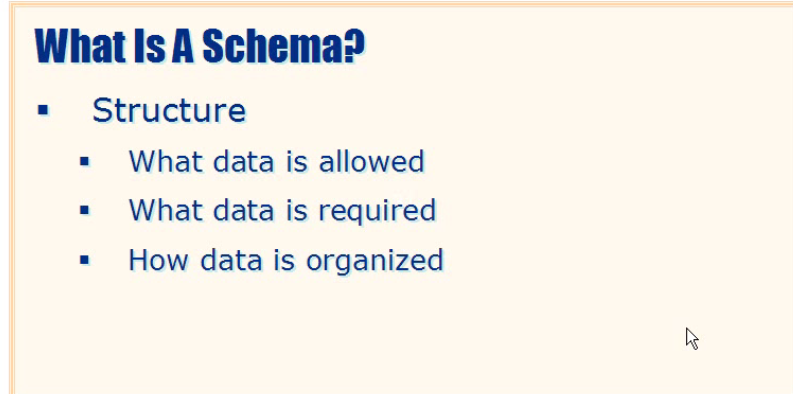 What Is A Schema?
Structure
What data is allowed
What data is required
How data is organized